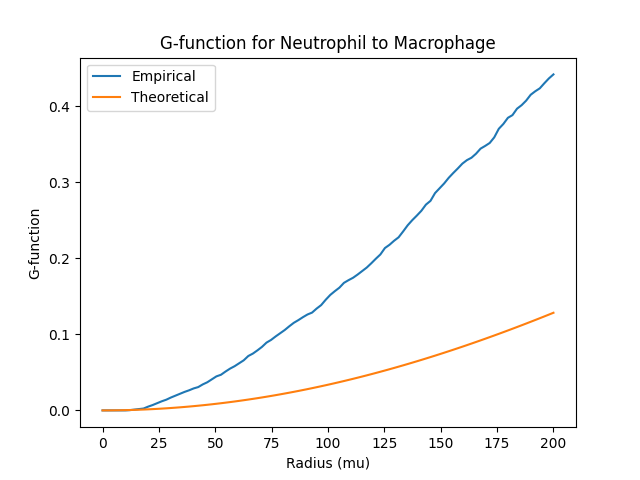 G-function for Neutrophil to Macrophage
Empirical
Theoretical
G-function
0.4
0.3
0.2
0.1
0.0
0
25
50
75
100
125
150
175
200
Radius (mu)